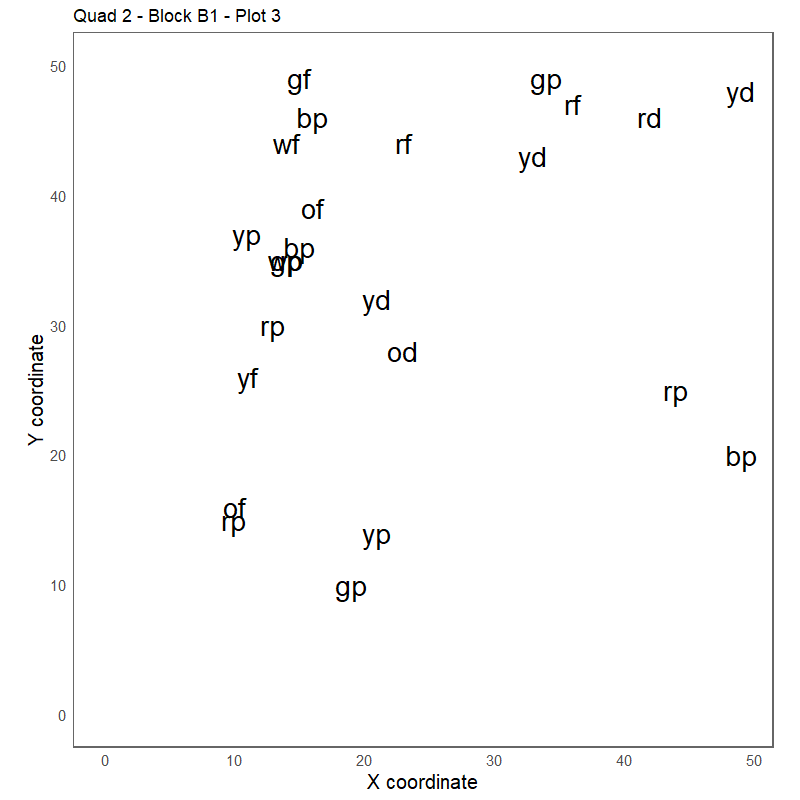 Quad 2 - Block B1 - Plot 3
50
gf
gp
yd
rf
bp
rd
wf
rf
yd
40
of
yp
bp
wp
gp
yd
30
rp
od
yf
rp
Y coordinate
20
bp
of
rp
yp
10
gp
0
0 10 20 30 40 50
X coordinate